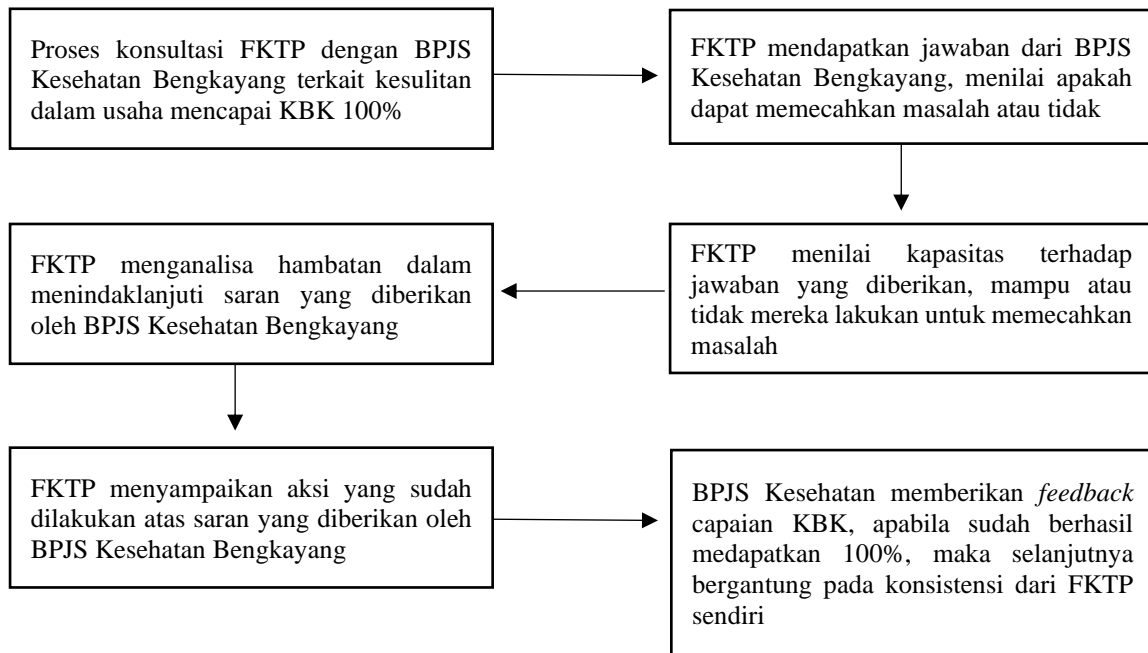 Proses konsultasi FKTP dengan BPJS
Kesehatan Bengkayang terkait kesulitan
dalam usaha mencapai KBK 100%
FKTP mendapatkan jawaban dari BPJS
Kesehatan Bengkayang, menilai apakah
dapat memecahkan masalah atau tidak
FKTP menilai kapasitas terhadap
jawaban yang diberikan, mampu atau
tidak mereka lakukan untuk memecahkan
masalah
FKTP menganalisa hambatan dalam
menindaklanjuti saran yang diberikan
oleh BPJS Kesehatan Bengkayang
FKTP menyampaikan aksi yang sudah
dilakukan atas saran yang diberikan oleh
BPJS Kesehatan Bengkayang
BPJS Kesehatan memberikan feedback
capaian KBK, apabila sudah berhasil
medapatkan 100%, maka selanjutnya
bergantung pada konsistensi dari FKTP
sendiri